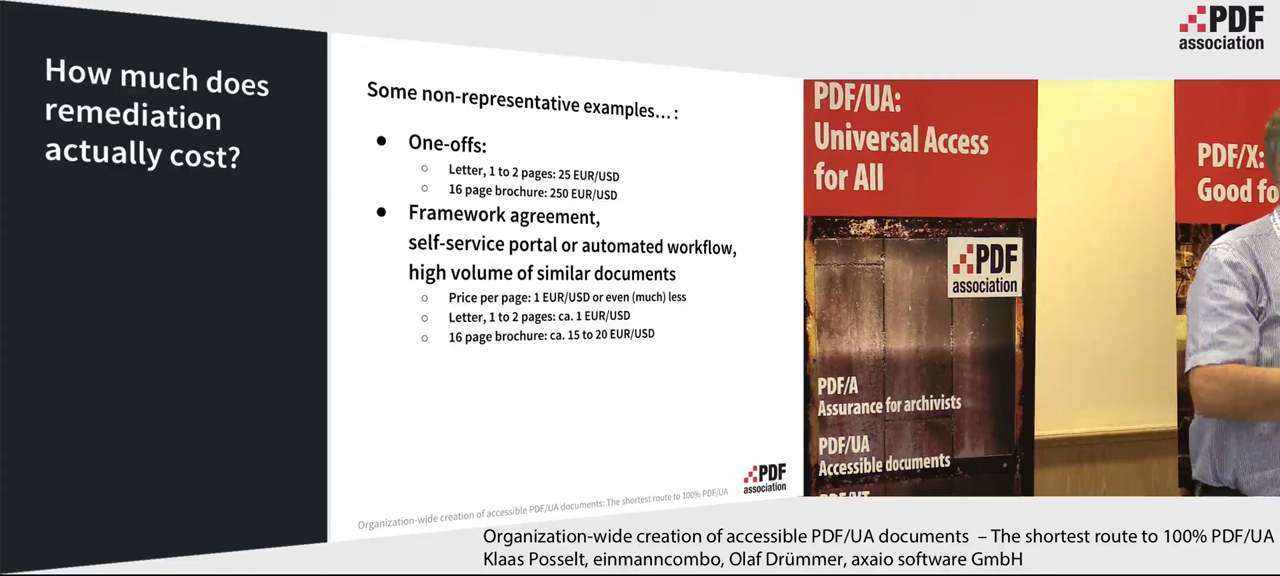 How much does
remediation
actually cost?
Some non-representative examples…:
● One-offs:
○ Letter, 1 to 2 pages: 25 EUR/USD
○ 16 page brochure: 250 EUR/USD
● Framework agreement,
self-service portal or automated workflow,
high volume of similar documents
○ Price per page: 1 EUR/USD or even (much) less
○ Letter, 1 to 2 pages: ca. 1 EUR/USD
○ 16 page brochure: ca. 15 to 20 EUR/USD
PDF
association
Organization-wide creation of accessible PDF/UA documents: The shortest route to 100% PDF/UA
PDF
association
PDF/UA:
Universal Access
for All
PDF
association
PDF/A
Assurance for archivists
PDF/UA
Accessible documents
PDF/X:
Good fo
Organization-wide creation of accessible PDF/UA documents – The shortest route to 100% PDF/UA
Klaas Posselt, einmanncombo, Olaf Drümmer, axaio software GmbH